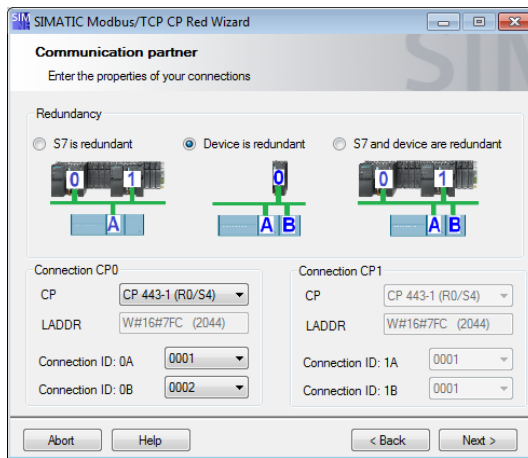 SIMATIC Modbus/TCP CP Red Wizard
Communication partner
Enter the properties of your connections
SIM
Redundancy
S7 is redundant
Device is redundant
S7 and device are redundant
0 1
0
0 1
A
A B
A B
Connection CP0
CP CP 443-1 (R0/S4)
LADDR W#16#7FC (2044)
Connection ID: 0A 0001
Connection ID: 0B 0002
Connection CP1
CP CP 443-1 (R0/S4)
LADDR W#16#7FC (2044)
Connection ID: 1A 0001
Connection ID: 1B 0001
Abort Help < Back Next >